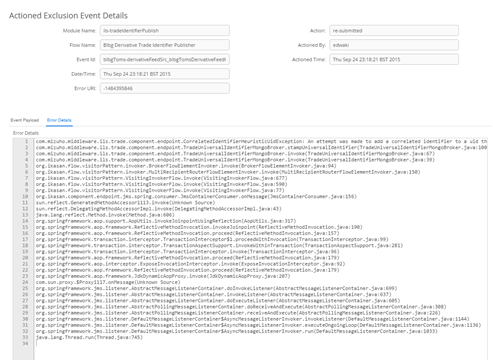 Actioned Exclusion Event Details
Module Name: lls-tradeIdentifierPublish
Action: re-submitted
Flow Name: Blbg Derivative Trade Identifier Publisher
Actioned By: edwaki
Event Id: blbgToms-derivativeFeedSrc_blbgTomsDerivativeFeedI
Actioned Time: Thu Sep 24 23:18:21 BST 2015
Date/Time: Thu Sep 24 23:18:21 BST 2015
Error URI: -1484395846
Event Payload Error Details
Error Details
1 com.mizuho.middleware.lls.trade.component.endpoint.CorrelatedIdentifierHeuristicUuidException: An attempt was made to add a correlated identifier to a uid th
2 com.mizuho.middleware.lls.trade.component.endpoint.TradeUniversalIdentifierMongoBroker.stampUniversalIdentifier(TradeUniversalIdentifierMongoBroker.java:100
3 com.mizuho.middleware.lls.trade.component.endpoint.TradeUniversalIdentifierMongoBroker.invoke(TradeUniversalIdentifierMongoBroker.java:67)
4 com.mizuho.middleware.lls.trade.component.endpoint.TradeUniversalIdentifierMongoBroker.invoke(TradeUniversalIdentifierMongoBroker.java:39)
5 org.ikasan.flow.visitorPattern.invoker.BrokerFlowElementInvoker.invoke(BrokerFlowElementInvoker.java:94)
6 org.ikasan.flow.visitorPattern.invoker.MultiRecipientRouterFlowElementInvoker.invoke(MultiRecipientRouterFlowElementInvoker.java:150)
7 org.ikasan.flow.visitorPattern.VisitingInvokerFlow.invoke(VisitingInvokerFlow.java:677)
8 org.ikasan.flow.visitorPattern.VisitingInvokerFlow.invoke(VisitingInvokerFlow.java:590)
9 org.ikasan.flow.visitorPattern.VisitingInvokerFlow.invoke(VisitingInvokerFlow.java:77)
10 org.ikasan.component.endpoint.jms.spring.consumer.JmsContainerConsumer.onMessage(JmsContainerConsumer.java:156)
11 sun.reflect.GeneratedMethodAccessor1113.invoke(Unknown Source)
12 sun.reflect.DelegatingMethodAccessorImpl.invoke(DelegatingMethodAccessorImpl.java:43)
13 java.lang.reflect.Method.invoke(Method.java:606)
14 org.springframework.aop.support.AopUtils.invokeJoinpointUsingReflection(AopUtils.java:317)
15 org.springframework.aop.framework.ReflectiveMethodInvocation.invokeJoinpoint(ReflectiveMethodInvocation.java:190)
16 org.springframework.aop.framework.ReflectiveMethodInvocation.proceed(ReflectiveMethodInvocation.java:157)
17 org.springframework.transaction.interceptor.TransactionInterceptor$1.proceedWithInvocation(TransactionInterceptor.java:99)
18 org.springframework.transaction.interceptor.TransactionAspectSupport.invokeWithinTransaction(TransactionAspectSupport.java:281)
19 org.springframework.transaction.interceptor.TransactionInterceptor.invoke(TransactionInterceptor.java:96)
20 org.springframework.aop.framework.ReflectiveMethodInvocation.proceed(ReflectiveMethodInvocation.java:179)
21 org.springframework.aop.interceptor.ExposeInvocationInterceptor.invoke(ExposeInvocationInterceptor.java:92)
22 org.springframework.aop.framework.ReflectiveMethodInvocation.proceed(ReflectiveMethodInvocation.java:179)
23 org.springframework.aop.framework.JdkDynamicAopProxy.invoke(JdkDynamicAopProxy.java:207)
24 com.sun.proxy.$Proxy1117.onMessage(Unknown Source)
25 org.springframework.jms.listener.AbstractMessageListenerContainer.doInvokeListener(AbstractMessageListenerContainer.java:699)
26 org.springframework.jms.listener.AbstractMessageListenerContainer.invokeListener(AbstractMessageListenerContainer.java:637)
27 org.springframework.jms.listener.AbstractMessageListenerContainer.doExecuteListener(AbstractMessageListenerContainer.java:605)
28 org.springframework.jms.listener.AbstractPollingMessageListenerContainer.doReceiveAndExecute(AbstractPollingMessageListenerContainer.java:308)
29 org.springframework.jms.listener.AbstractPollingMessageListenerContainer.receiveAndExecute(AbstractPollingMessageListenerContainer.java:226)
30 org.springframework.jms.listener.DefaultMessageListenerContainer$AsyncMessageListenerInvoker.invokeListener(DefaultMessageListenerContainer.java:1144)
31 org.springframework.jms.listener.DefaultMessageListenerContainer$AsyncMessageListenerInvoker.executeOngoingLoop(DefaultMessageListenerContainer.java:1136)
32 org.springframework.jms.listener.DefaultMessageListenerContainer$AsyncMessageListenerInvoker.run(DefaultMessageListenerContainer.java:1033)
33 java.lang.Thread.run(Thread.java:745)
34